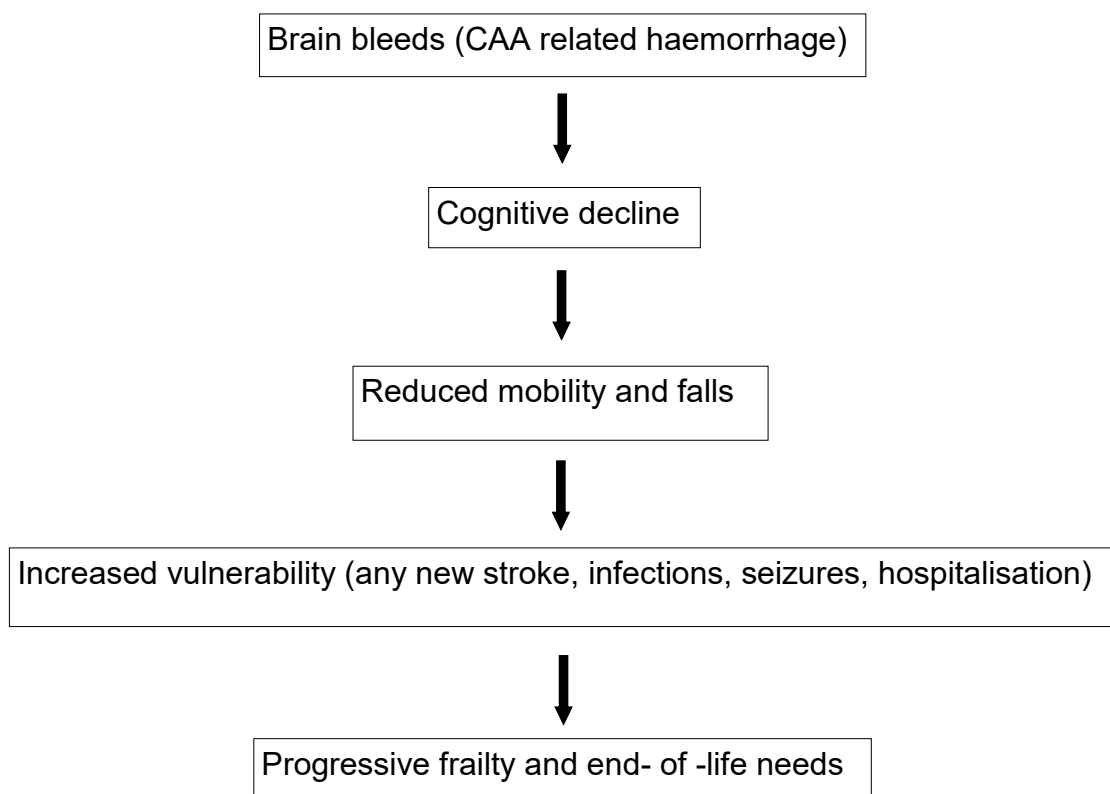 Brain bleeds (CAA related haemorrhage)
Cognitive decline
Reduced mobility and falls
Increased vulnerability (any new stroke, infections, seizures, hospitalisation)
Progressive frailty and end- of -life needs